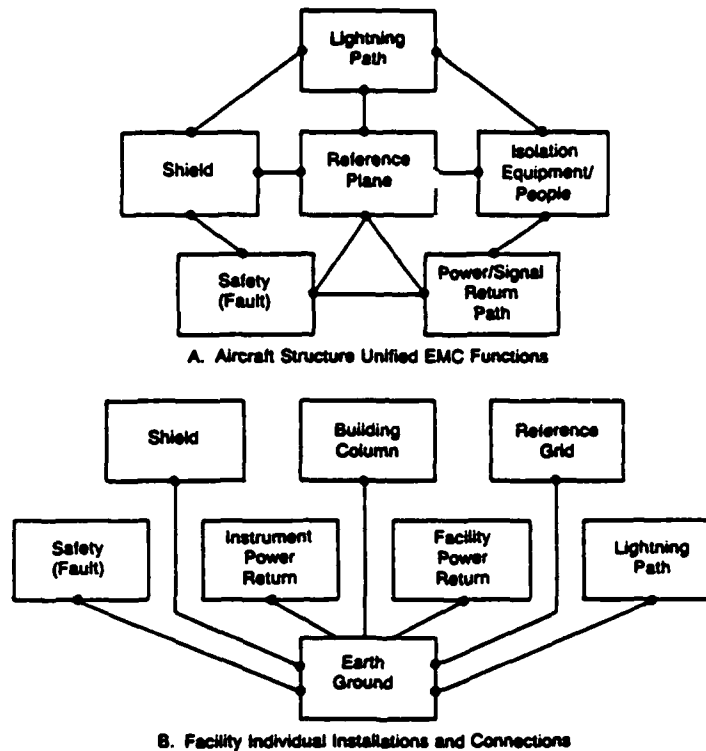 Lightning
Path
Shield
Reference
Plane
Isolation
Equipment/
People
Safety
(Fault)
Power/Signal
Return
Path
A. Aircraft Structure Unified EMC Functions
Shield
Building
Column
Reference
Grid
Safety
(Fault)
Instrument
Power
Return
Facility
Power
Return
Lightning
Path
Earth
Ground
B. Facility Individual Installations and Connections